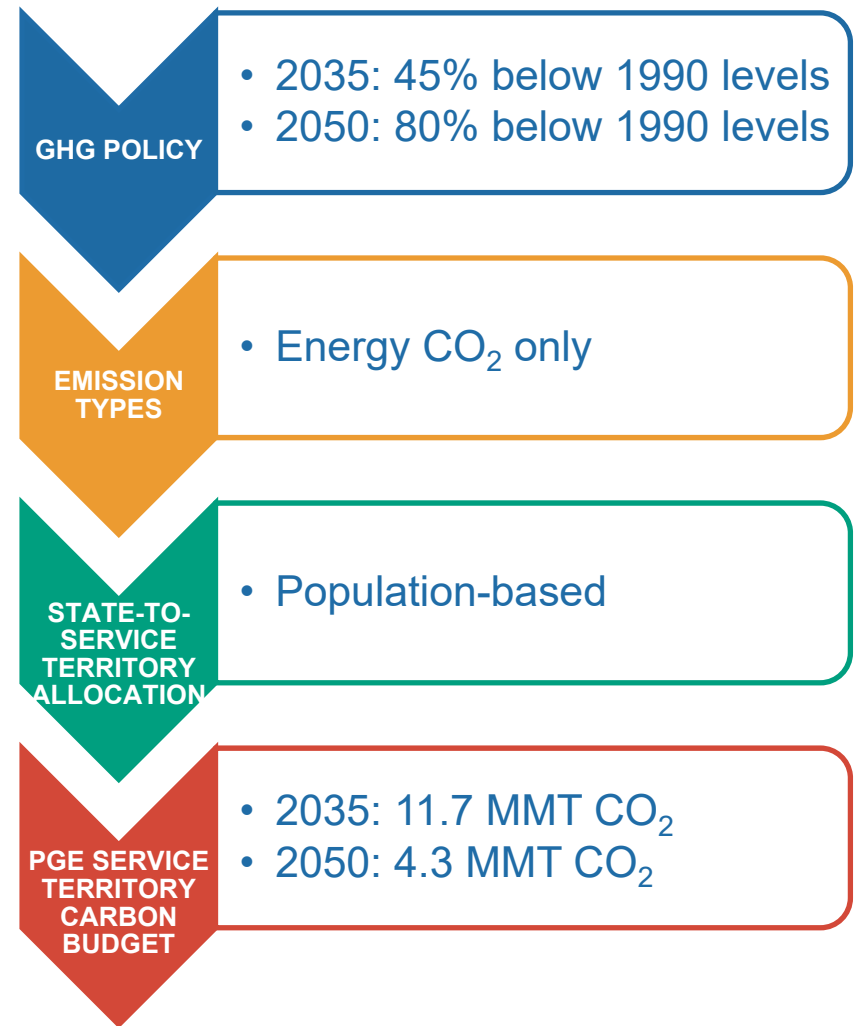 GHG POLICY
• 2035: 45% below 1990 levels
• 2050: 80% below 1990 levels
EMISSION
TYPES
• Energy CO₂ only
STATE-TO-
SERVICE
TERRITORY
ALLOCATION
• Population-based
PGE SERVICE
TERRITORY
CARBON
BUDGET
• 2035: 11.7 MMT CO₂
• 2050: 4.3 MMT CO₂